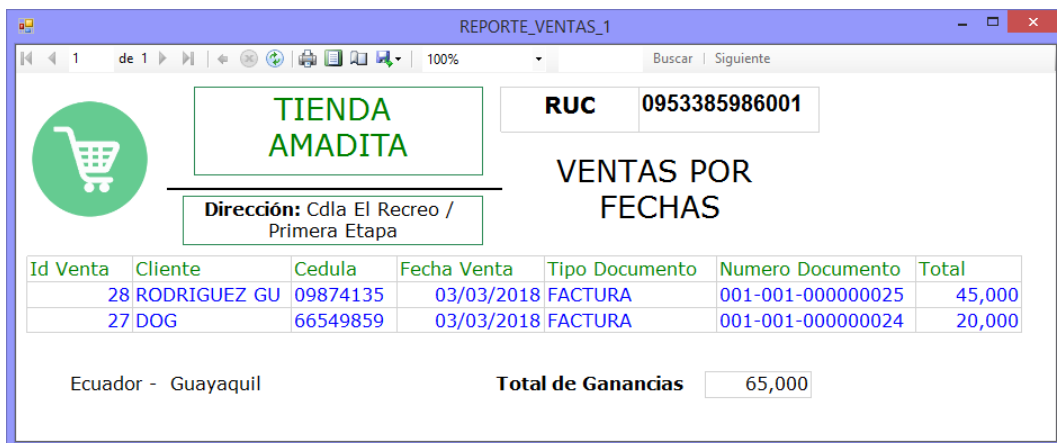 REPORTE_VENTAS_1
1 de 1 100% Buscar | Siguiente
TIENDA
AMADITA
RUC 0953385986001
VENTAS POR
FECHAS
Dirección: Cdla El Recreo /
Primera Etapa
Id Venta Cliente Cedula Fecha Venta Tipo Documento Numero Documento Total
28 RODRIGUEZ GU 09874135 03/03/2018 FACTURA 001-001-000000025 45,000
27 DOG 66549859 03/03/2018 FACTURA 001-001-000000024 20,000
Ecuador - Guayaquil Total de Ganancias 65,000